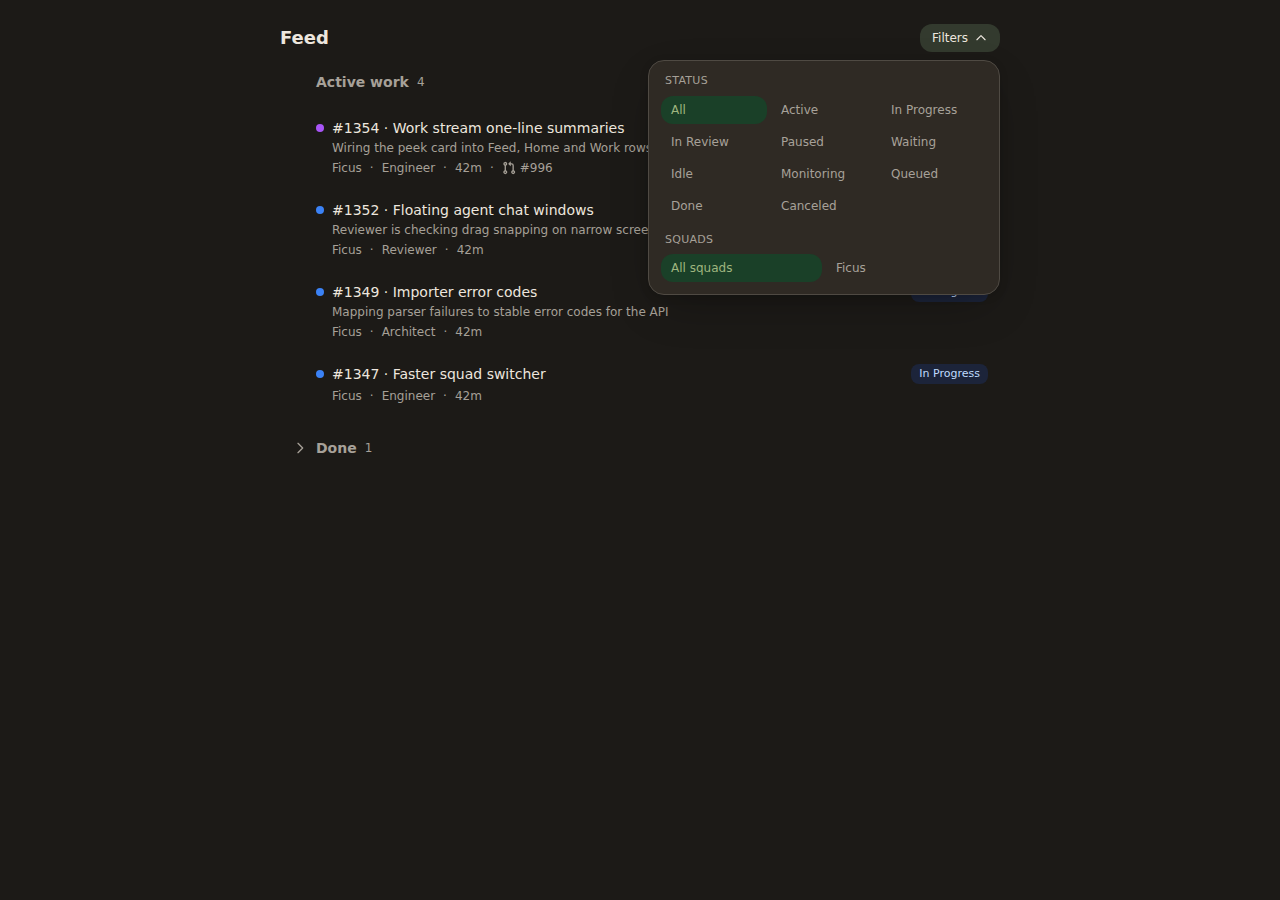 Feed
Filters
Active work 4
#1354 · Work stream one-line summaries
Wiring the peek card into Feed, Home and Work rows
Ficus · Engineer · 42m · #996
#1352 · Floating agent chat windows
Reviewer is checking drag snapping on narrow
Ficus · Reviewer · 42m
#1349 · Importer error codes
Mapping parser failures to stable error codes for the API
Ficus · Architect · 42m
#1347 · Faster squad switcher
In Progress
Ficus · Engineer · 42m
Done 1
STATUS
All Active In Progress
In Review Paused Waiting
Idle Monitoring Queued
Done Canceled
SQUADS
All squads Ficus